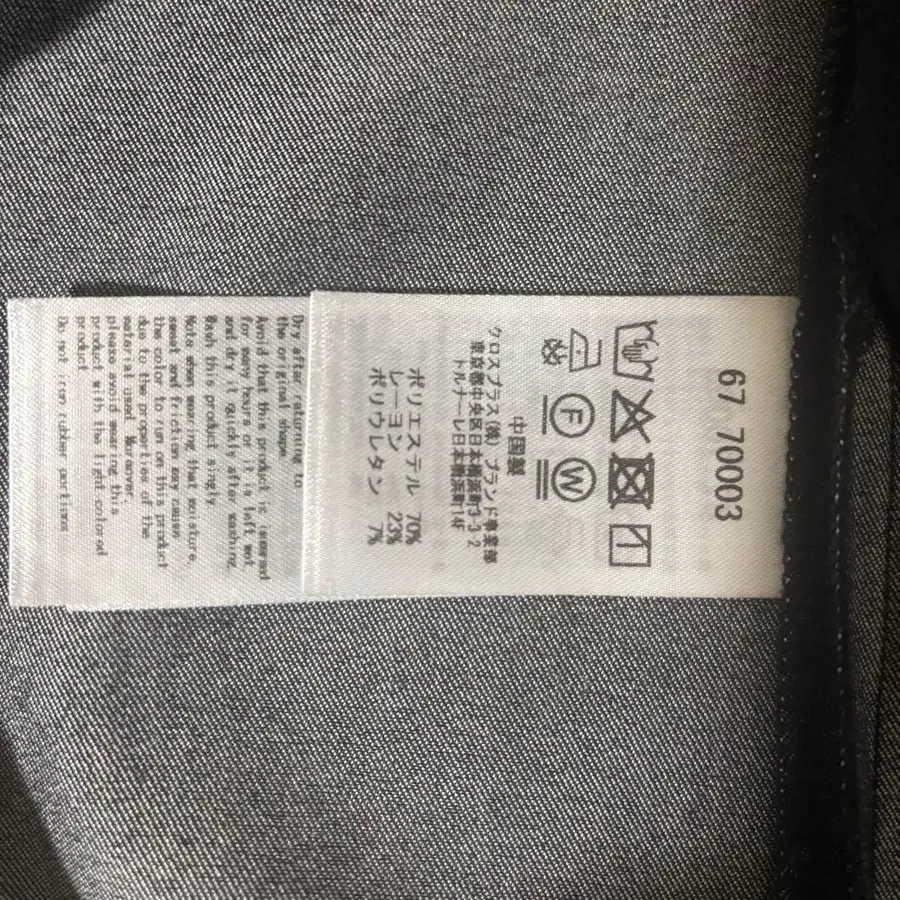 67 70003
F
W
クロスプラス(株) ブランド事業部
東京都中央区日本橋浜町3-3-2
トルナーレ日本橋浜町14F
中国製
ポリエステル 70%
レーヨン 23%
ポリウレタン 7%
Dry after returning to
the original shape.
Avoid that this product is immersed
for many hours or it is left wet
and dry it quickly after washing.
Wash this product singly.
Note when wearing that moisture,
sweat and friction may cause
the color to run on this product
due to the properties of the
material used. Moreover,
please avoid wearing this
product with the light-colored
product.
Do not iron rubber portions.